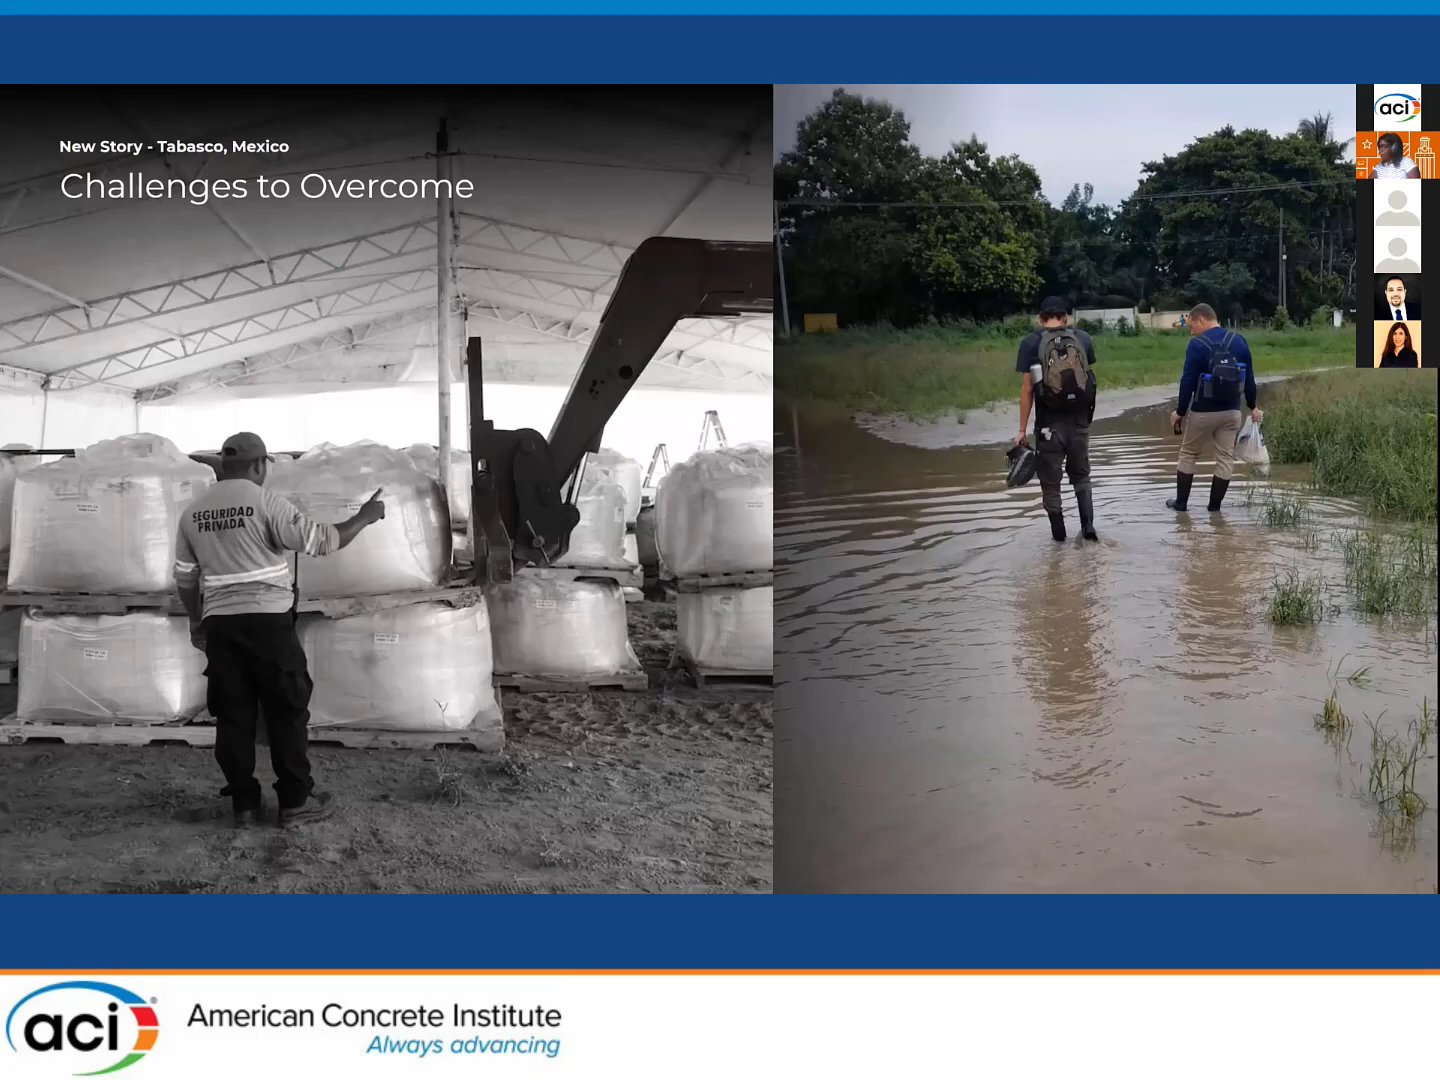 New Story - Tabasco, Mexico
Challenges to Overcome
SEGURIDAD
PRIVADA
aci
aci
American Concrete Institute
Always advancing